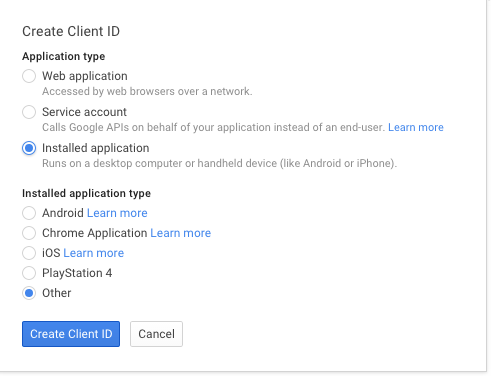 Create Client ID
Application type
Web application
Accessed by web browsers over a network.
Service account
Calls Google APIs on behalf of your application instead of an end-user. Learn more
Installed application
Runs on a desktop computer or handheld device (like Android or iPhone).
Installed application type
Android Learn more
Chrome Application Learn more
iOS Learn more
PlayStation 4
Other
Create Client ID Cancel